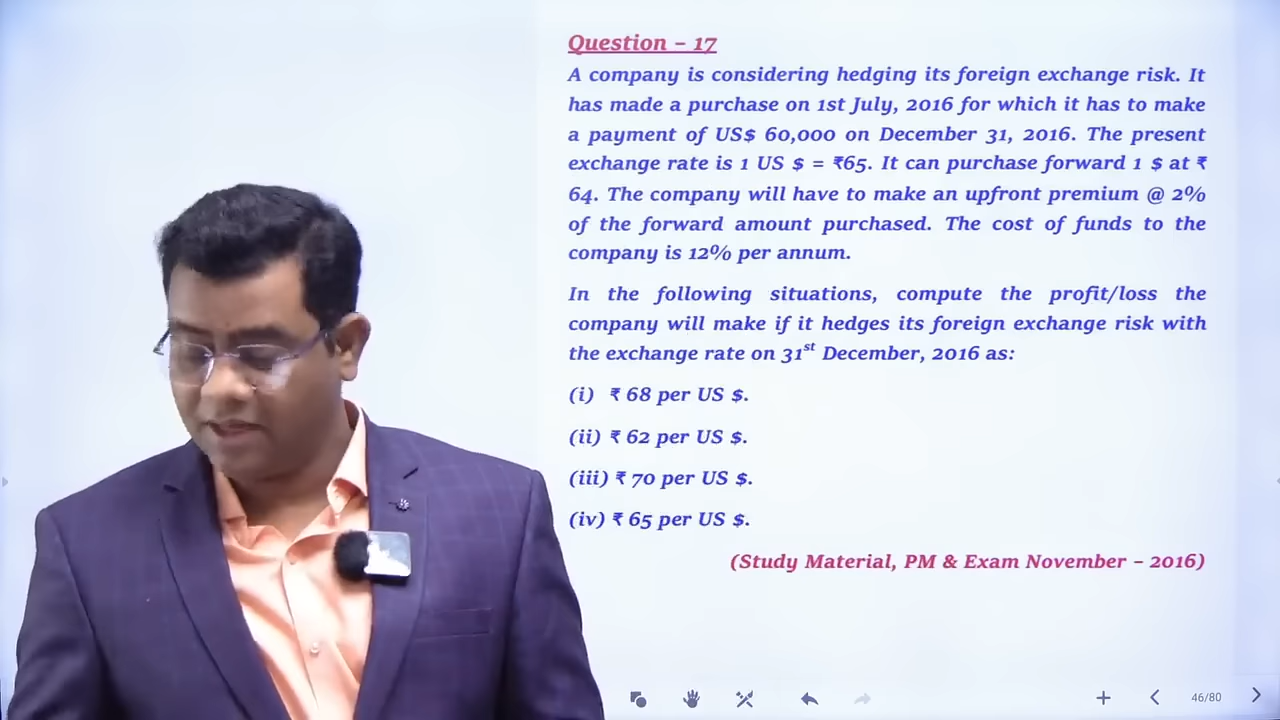 Question – 17
A company is considering hedging its foreign exchange risk. It
has made a purchase on 1st July, 2016 for which it has to make
a payment of US$ 60,000 on December 31, 2016. The present
exchange rate is 1 US $ = ₹65. It can purchase forward 1 $ at ₹
64. The company will have to make an upfront premium @ 2%
of the forward amount purchased. The cost of funds to the
company is 12% per annum.
In the following situations, compute the profit/loss the
company will make if it hedges its foreign exchange risk with
the exchange rate on 31st December, 2016 as:
(i) ₹ 68 per US $.
(ii) ₹ 62 per US $.
(iii) ₹ 70 per US $.
(iv) ₹ 65 per US $.
(Study Material, PM & Exam November – 2016)
46/80